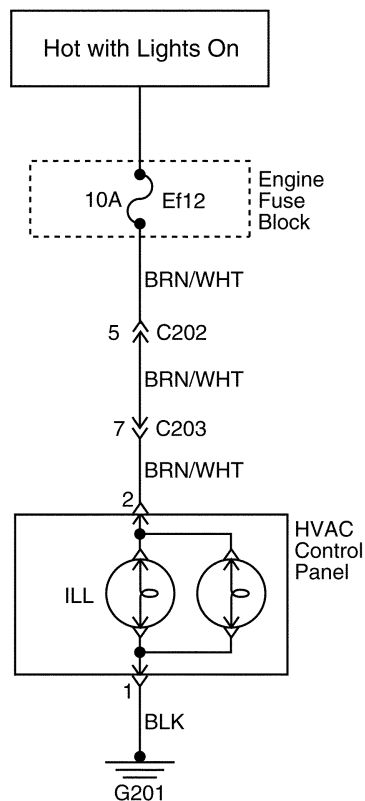 Hot with Lights On
10A
Ef12
Engine
Fuse
Block
BRN/WHT
5
C202
BRN/WHT
7
C203
BRN/WHT
2
HVAC
Control
Panel
ILL
1
BLK
G201